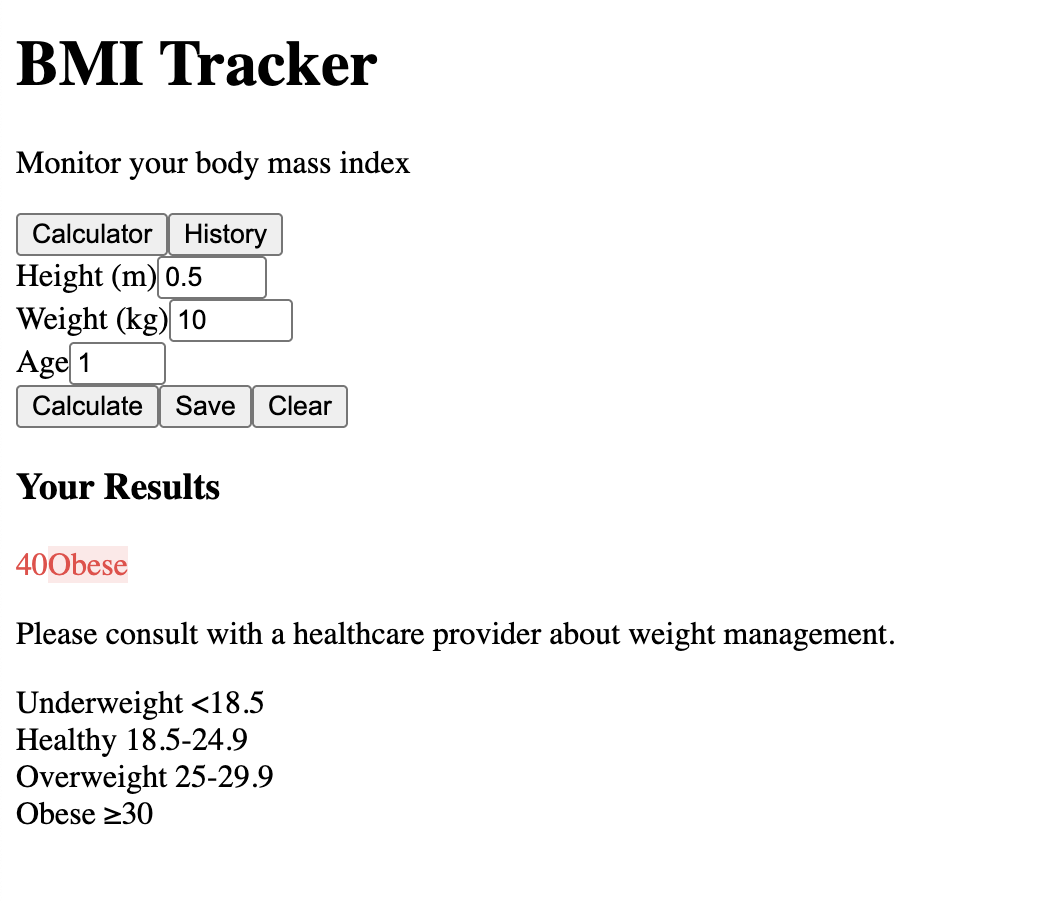 BMI Tracker
Monitor your body mass index
Calculator History
Height (m) 0.5
Weight (kg) 10
Age 1
Calculate Save Clear
Your Results
40Obese
Please consult with a healthcare provider about weight management.
Underweight <18.5
Healthy 18.5-24.9
Overweight 25-29.9
Obese ≥30